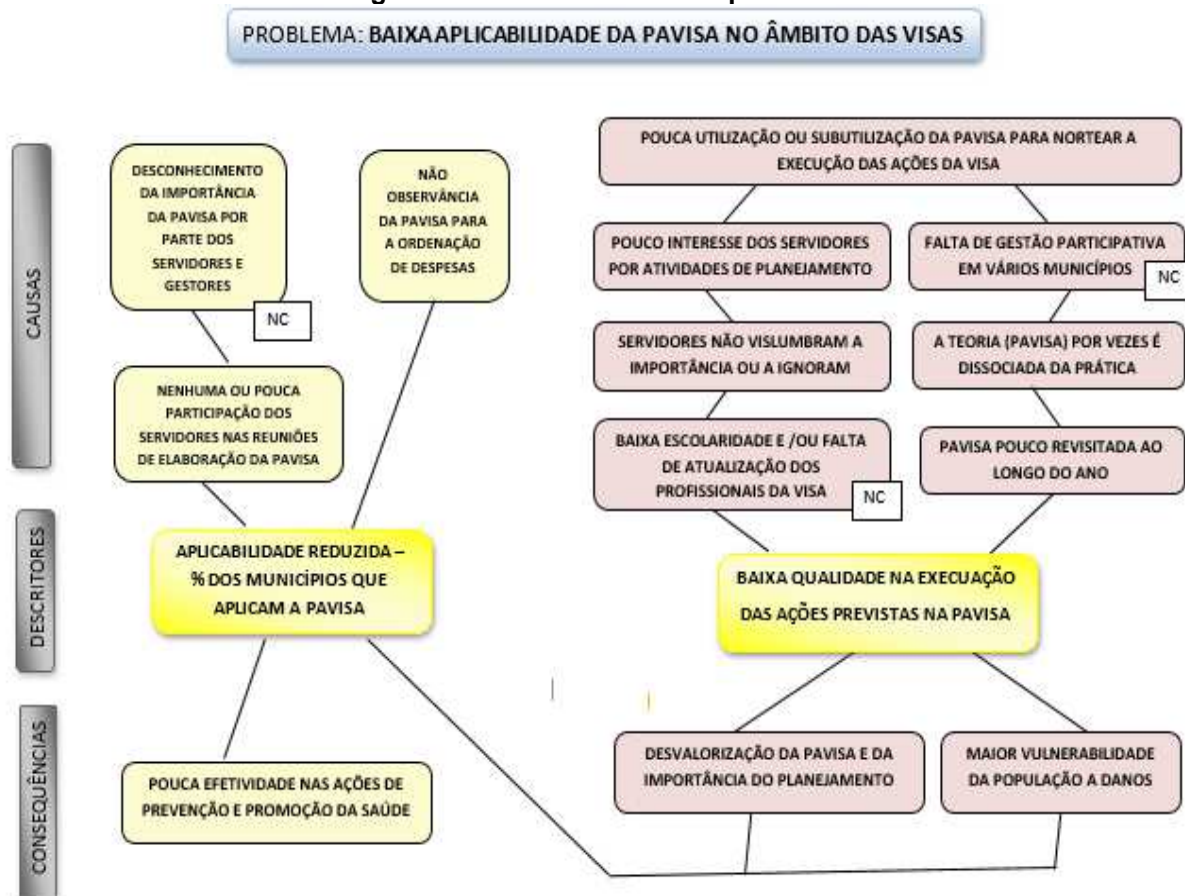 PROBLEMA: BAIXA APLICABILIDADE DA PAVISA NO ÂMBITO DAS VISAS
CAUSAS
DESCONHECIMENTO
DA IMPORTÂNCIA
DA PAVISA POR
PARTE DOS
SERVIDORES E
GESTORES
NC
NÃO
OBSERVÂNCIA
DA PAVISA PARA
A ORDENAÇÃO
DE DESPESAS
NENHUMA OU POUCA
PARTICIPAÇÃO DOS
SERVIDORES NAS REUNIÕES
DE ELABORAÇÃO DA PAVISA
POUCA UTILIZAÇÃO OU SUBUTILIZAÇÃO DA PAVISA PARA NORTEAR A
EXECUÇÃO DAS AÇÕES DA VISA
POUCO INTERESSE DOS SERVIDORES
POR ATIVIDADES DE PLANEJAMENTO
FALTA DE GESTÃO PARTICIPATIVA
EM VÁRIOS MUNICÍPIOS
NC
SERVIDORES NÃO VISLUMBRAM A
IMPORTÂNCIA OU A IGNORAM
A TEORIA (PAVISA) POR VEZES É
DISSOCIADA DA PRÁTICA
BAIXA ESCOLARIDADE E /OU FALTA
DE ATUALIZAÇÃO DOS
PROFISSIONAIS DA VISA
NC
PAVISA POUCO REVISITADA AO
LONGO DO ANO
DESCRITORES
APLICABILIDADE REDUZIDA –
% DOS MUNICÍPIOS QUE
APLICAM A PAVISA
BAIXA QUALIDADE NA EXECUAÇÃO
DAS AÇÕES PREVISTAS NA PAVISA
CONSEQUÊNCIAS
POUCA EFETIVIDADE NAS AÇÕES DE
PREVENÇÃO E PROMOÇÃO DA SAÚDE
DESVALORIZAÇÃO DA PAVISA E DA
IMPORTÂNCIA DO PLANEJAMENTO
MAIOR VULNERABILIDADE
DA POPULAÇÃO A DANOS